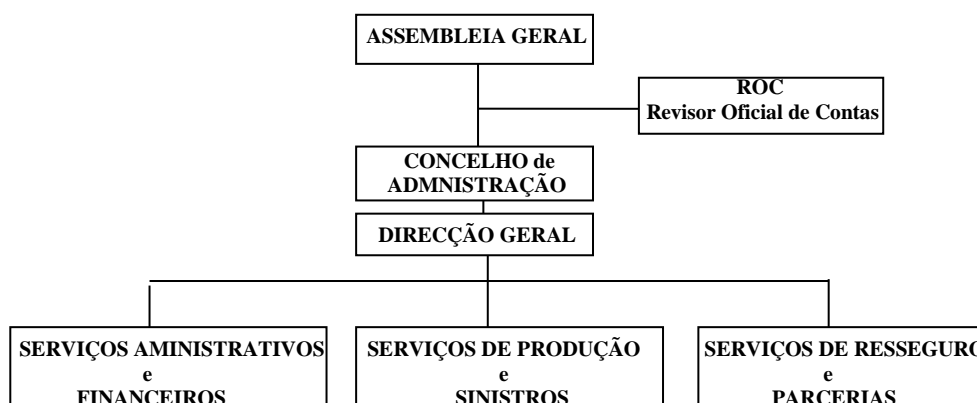 ASSEMBLEIA GERAL
ROC
Revisor Oficial de Contas
CONCELHO de
ADMNISTRAÇÃO
DIRECÇÃO GERAL
SERVIÇOS AMINISTRATIVOS
e
FINANCEIROS
SERVIÇOS DE PRODUÇÃO
e
SINISTROS
SERVIÇOS DE RESSEGURO
e
PARCERIAS